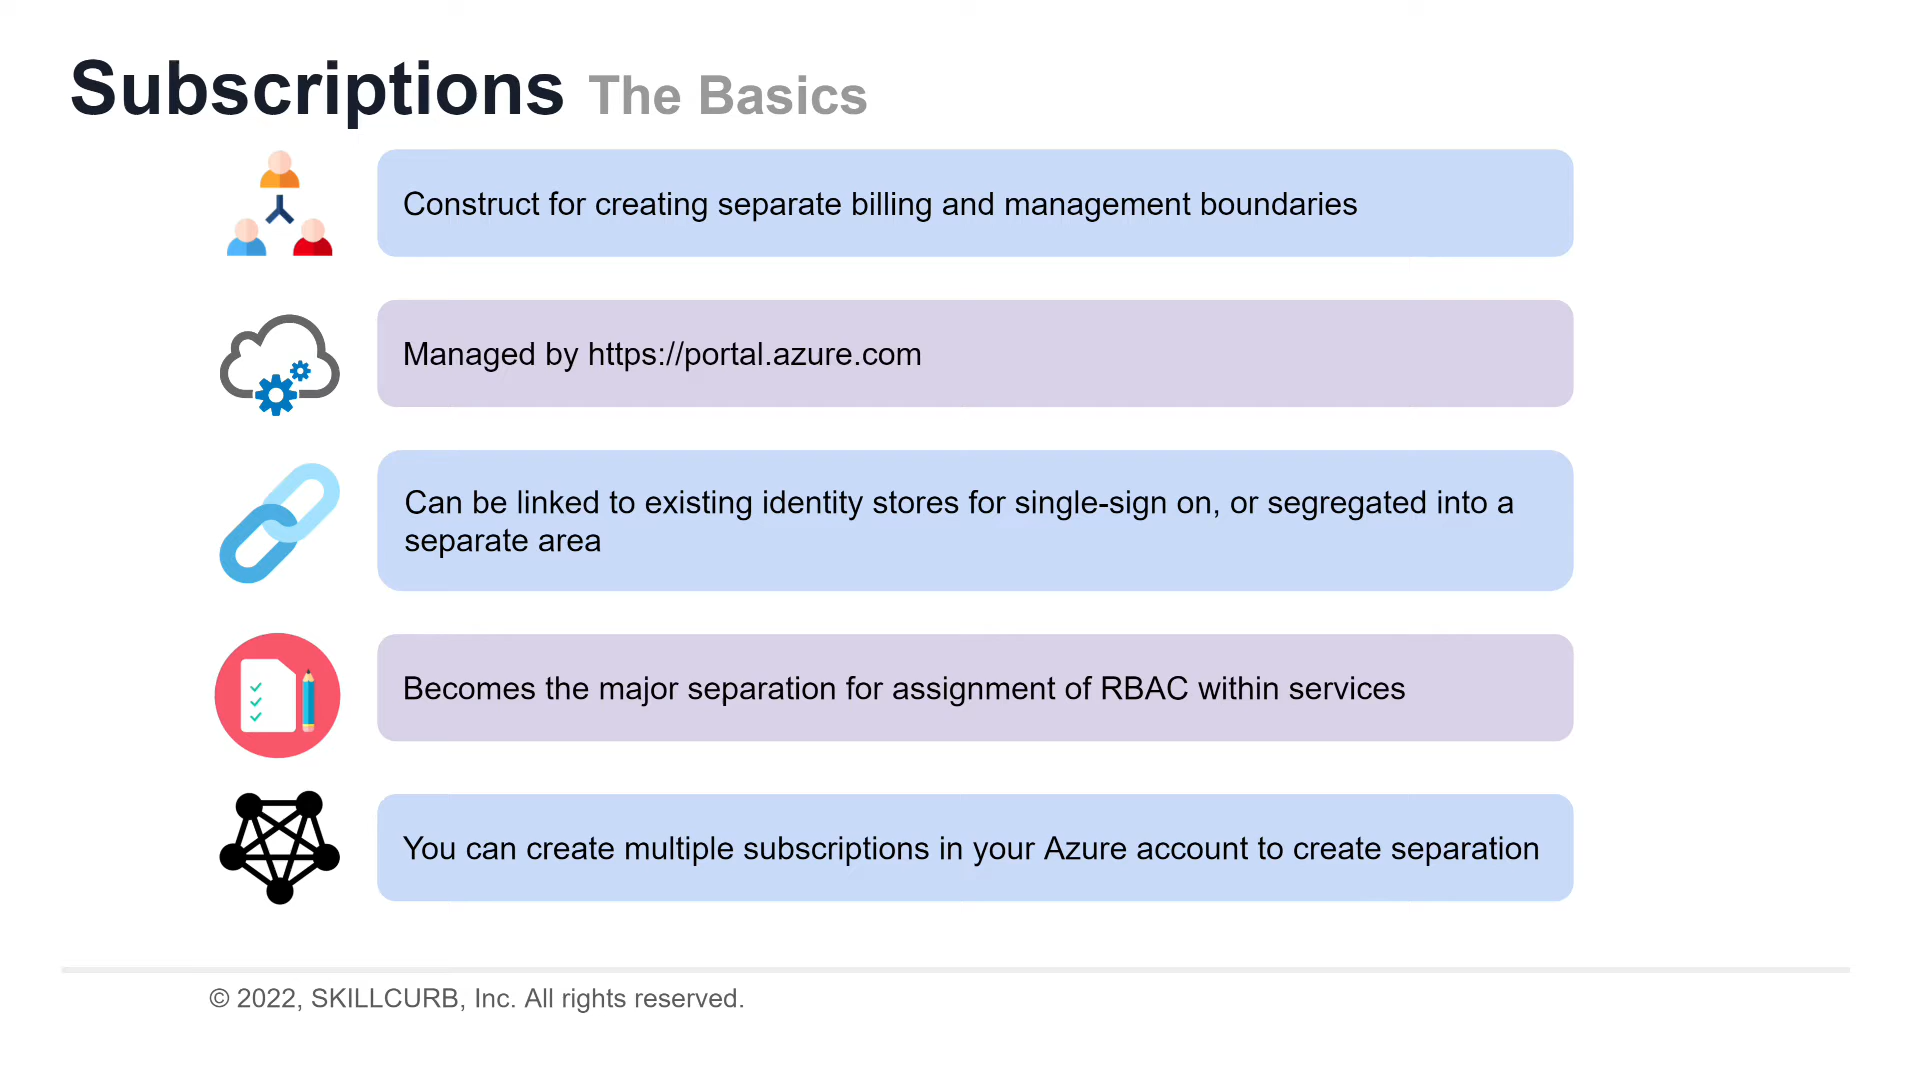 Subscriptions The Basics
Construct for creating separate billing and management boundaries
Managed by https://portal.azure.com
Can be linked to existing identity stores for single-sign on, or segregated into a
separate area
Becomes the major separation for assignment of RBAC within services
You can create multiple subscriptions in your Azure account to create separation
© 2022, SKILLCURB, Inc. All rights reserved.